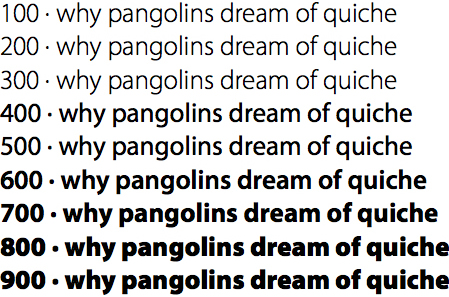 100 · why pangolins dream of quiche
200 · why pangolins dream of quiche
300 · why pangolins dream of quiche
400 · why pangolins dream of quiche
500 · why pangolins dream of quiche
600 · why pangolins dream of quiche
700 · why pangolins dream of quiche
800 · why pangolins dream of quiche
900 · why pangolins dream of quiche